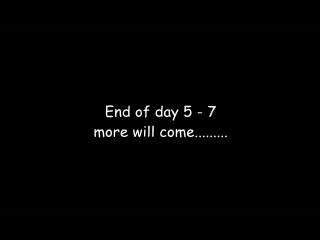 End of day 5 - 7
more will come.........